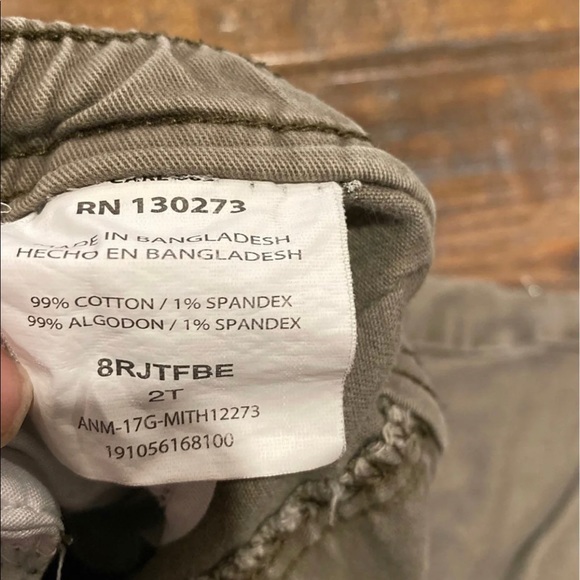 RN 130273
MADE IN BANGLADESH
HECHO EN BANGLADESH
99% COTTON / 1% SPANDEX
99% ALGODON / 1% SPANDEX
8RJTFBE
2T
ANM-17G-MITH12273
191056168100